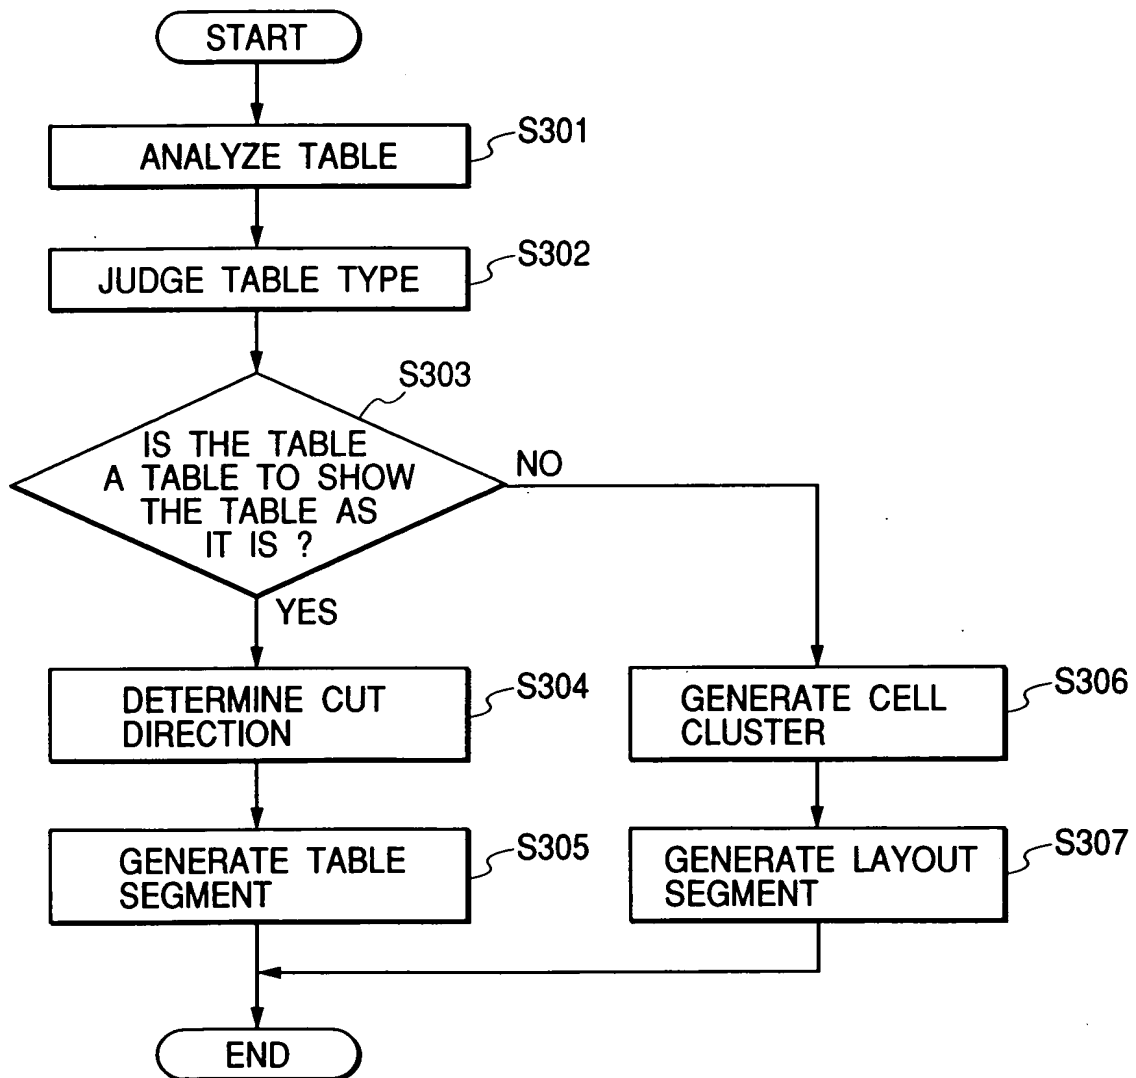 START
ANALYZE TABLE
S301
JUDGE TABLE TYPE
S302
S303
IS THE TABLE
A TABLE TO SHOW
THE TABLE AS
IT IS ?
NO
YES
DETERMINE CUT
DIRECTION
S304
GENERATE CELL
CLUSTER
S306
GENERATE TABLE
SEGMENT
S305
GENERATE LAYOUT
SEGMENT
S307
END